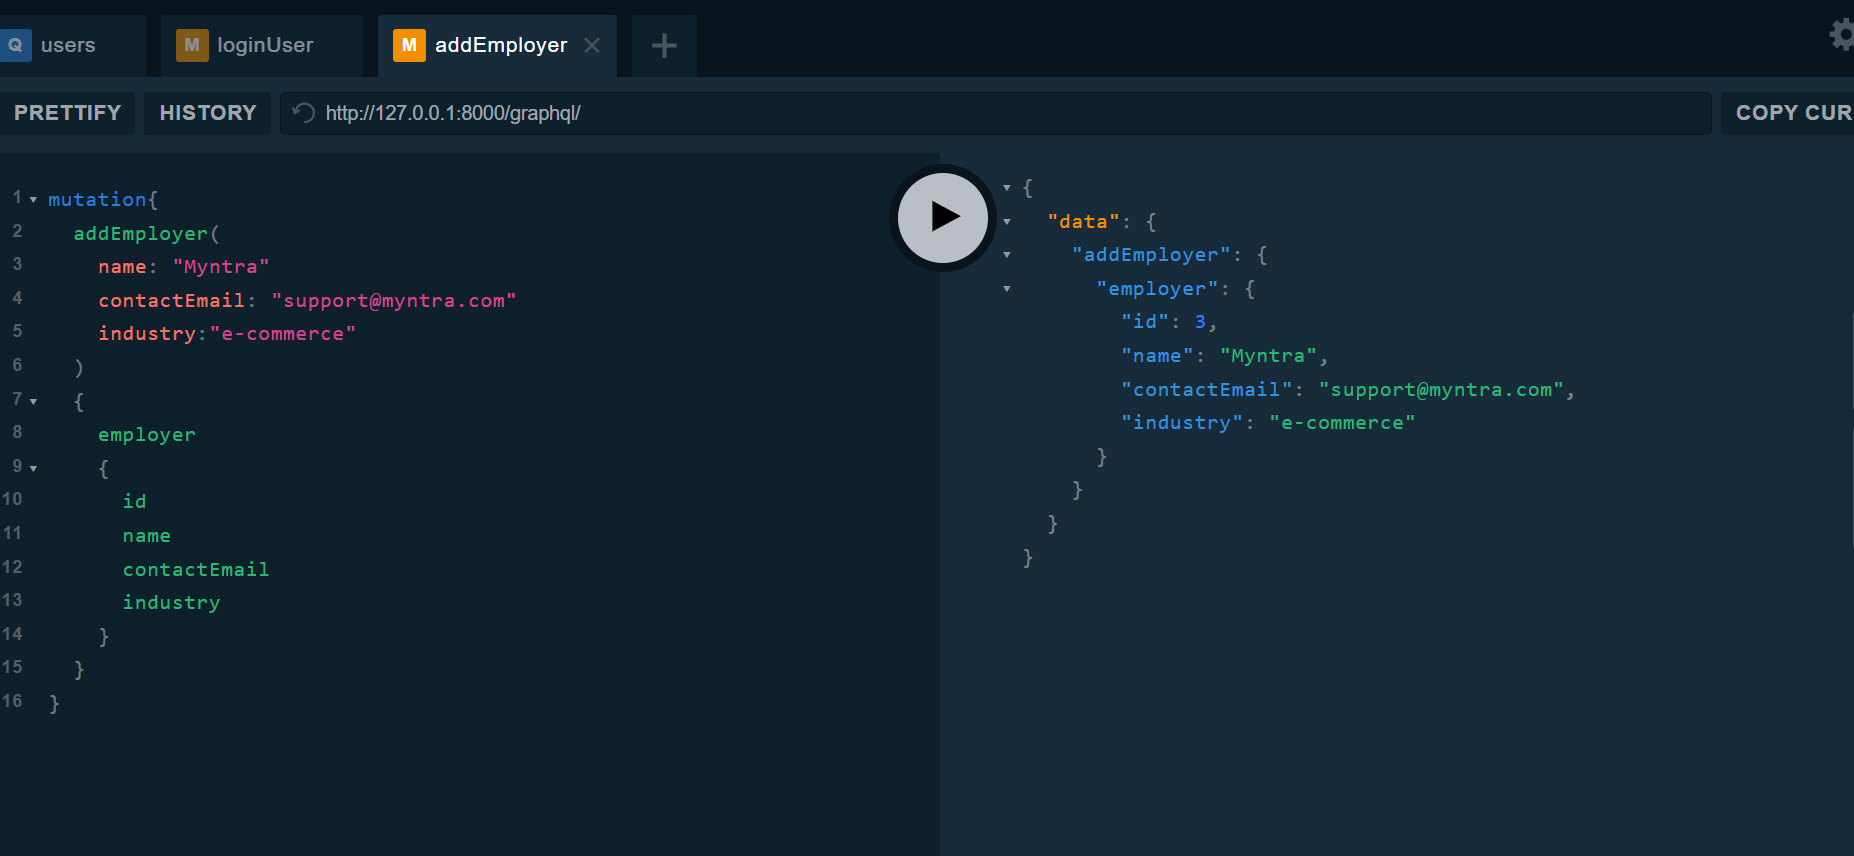 Q users M loginUser M addEmployer
PRETTIFY HISTORY http://127.0.0.1:8000/graphql/ COPY CUR
1 mutation{
2 addEmployer(
3 name: "Myntra"
4 contactEmail: "support@myntra.com"
5 industry:"e-commerce"
6 )
7 {
8 employer
9 {
10 id
11 name
12 contactEmail
13 industry
14 }
15 }
16 }
{
"data": {
"addEmployer": {
"employer": {
"id": 3,
"name": "Myntra",
"contactEmail": "support@myntra.com",
"industry": "e-commerce"
}
}
}
}